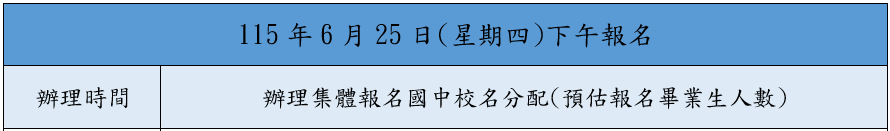 115 年 6 月 25 日(星期四)下午報名
辦理時間
辦理集體報名國中校名分配(預估報名畢業生人數)